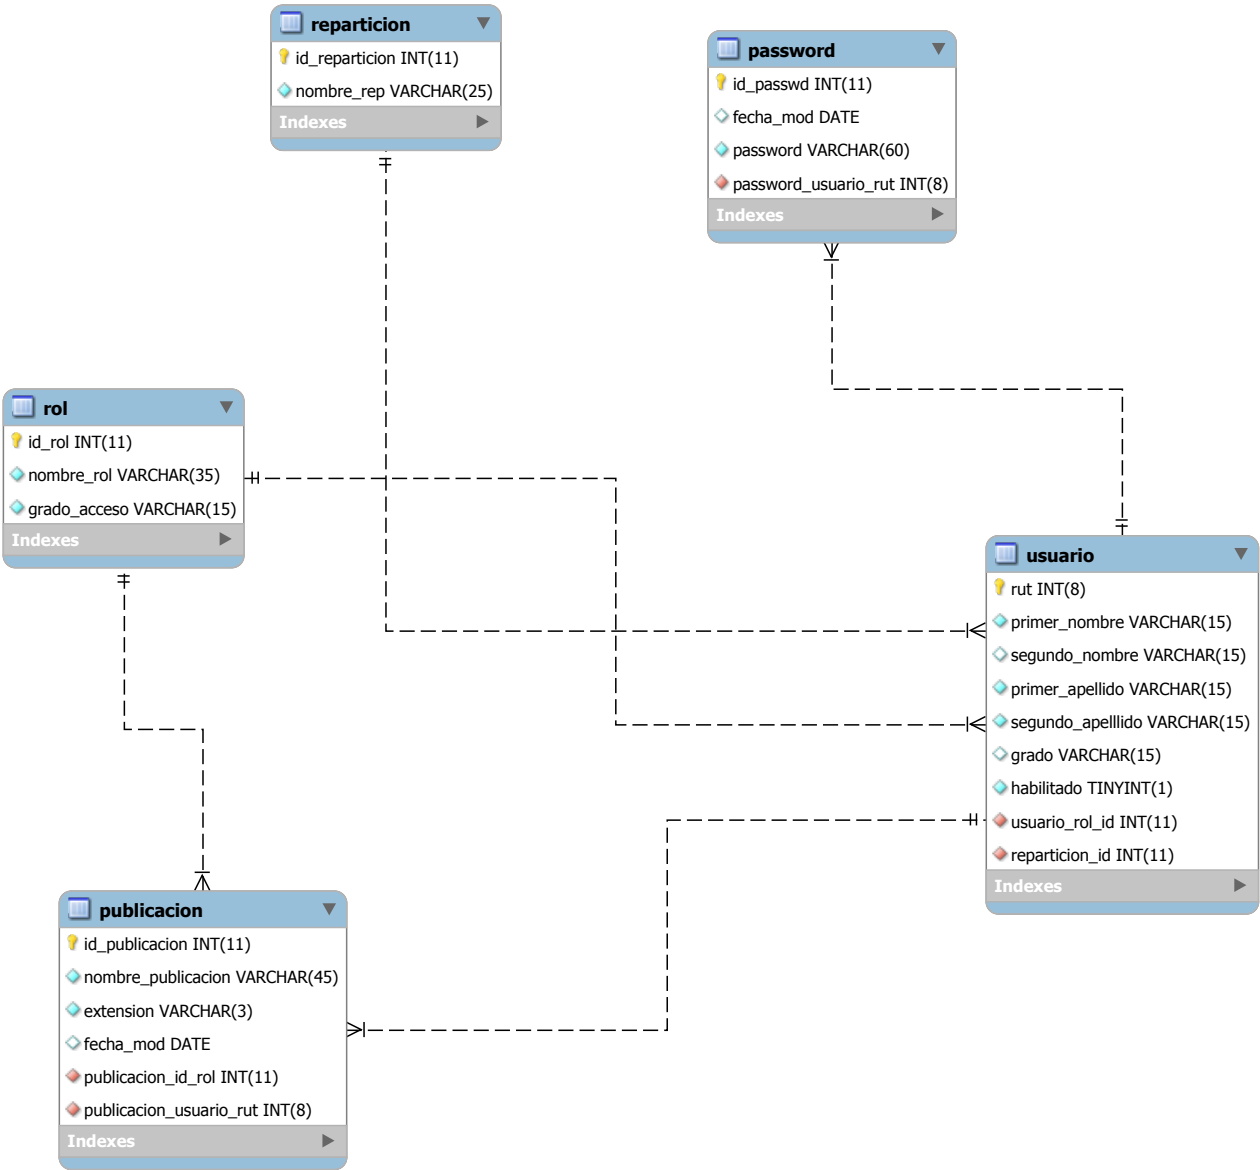 reparticion
id_reparticion INT(11)
nombre_rep VARCHAR(25)
Indexes
password
id_passwd INT(11)
fecha_mod DATE
password VARCHAR(60)
password_usuario_rut INT(8)
Indexes
rol
id_rol INT(11)
nombre_rol VARCHAR(35)
grado_acceso VARCHAR(15)
Indexes
usuario
rut INT(8)
primer_nombre VARCHAR(15)
segundo_nombre VARCHAR(15)
primer_apellido VARCHAR(15)
segundo_apelllido VARCHAR(15)
grado VARCHAR(15)
habilitado TINYINT(1)
usuario_rol_id INT(11)
reparticion_id INT(11)
Indexes
publicacion
id_publicacion INT(11)
nombre_publicacion VARCHAR(45)
extension VARCHAR(3)
fecha_mod DATE
publicacion_id_rol INT(11)
publicacion_usuario_rut INT(8)
Indexes